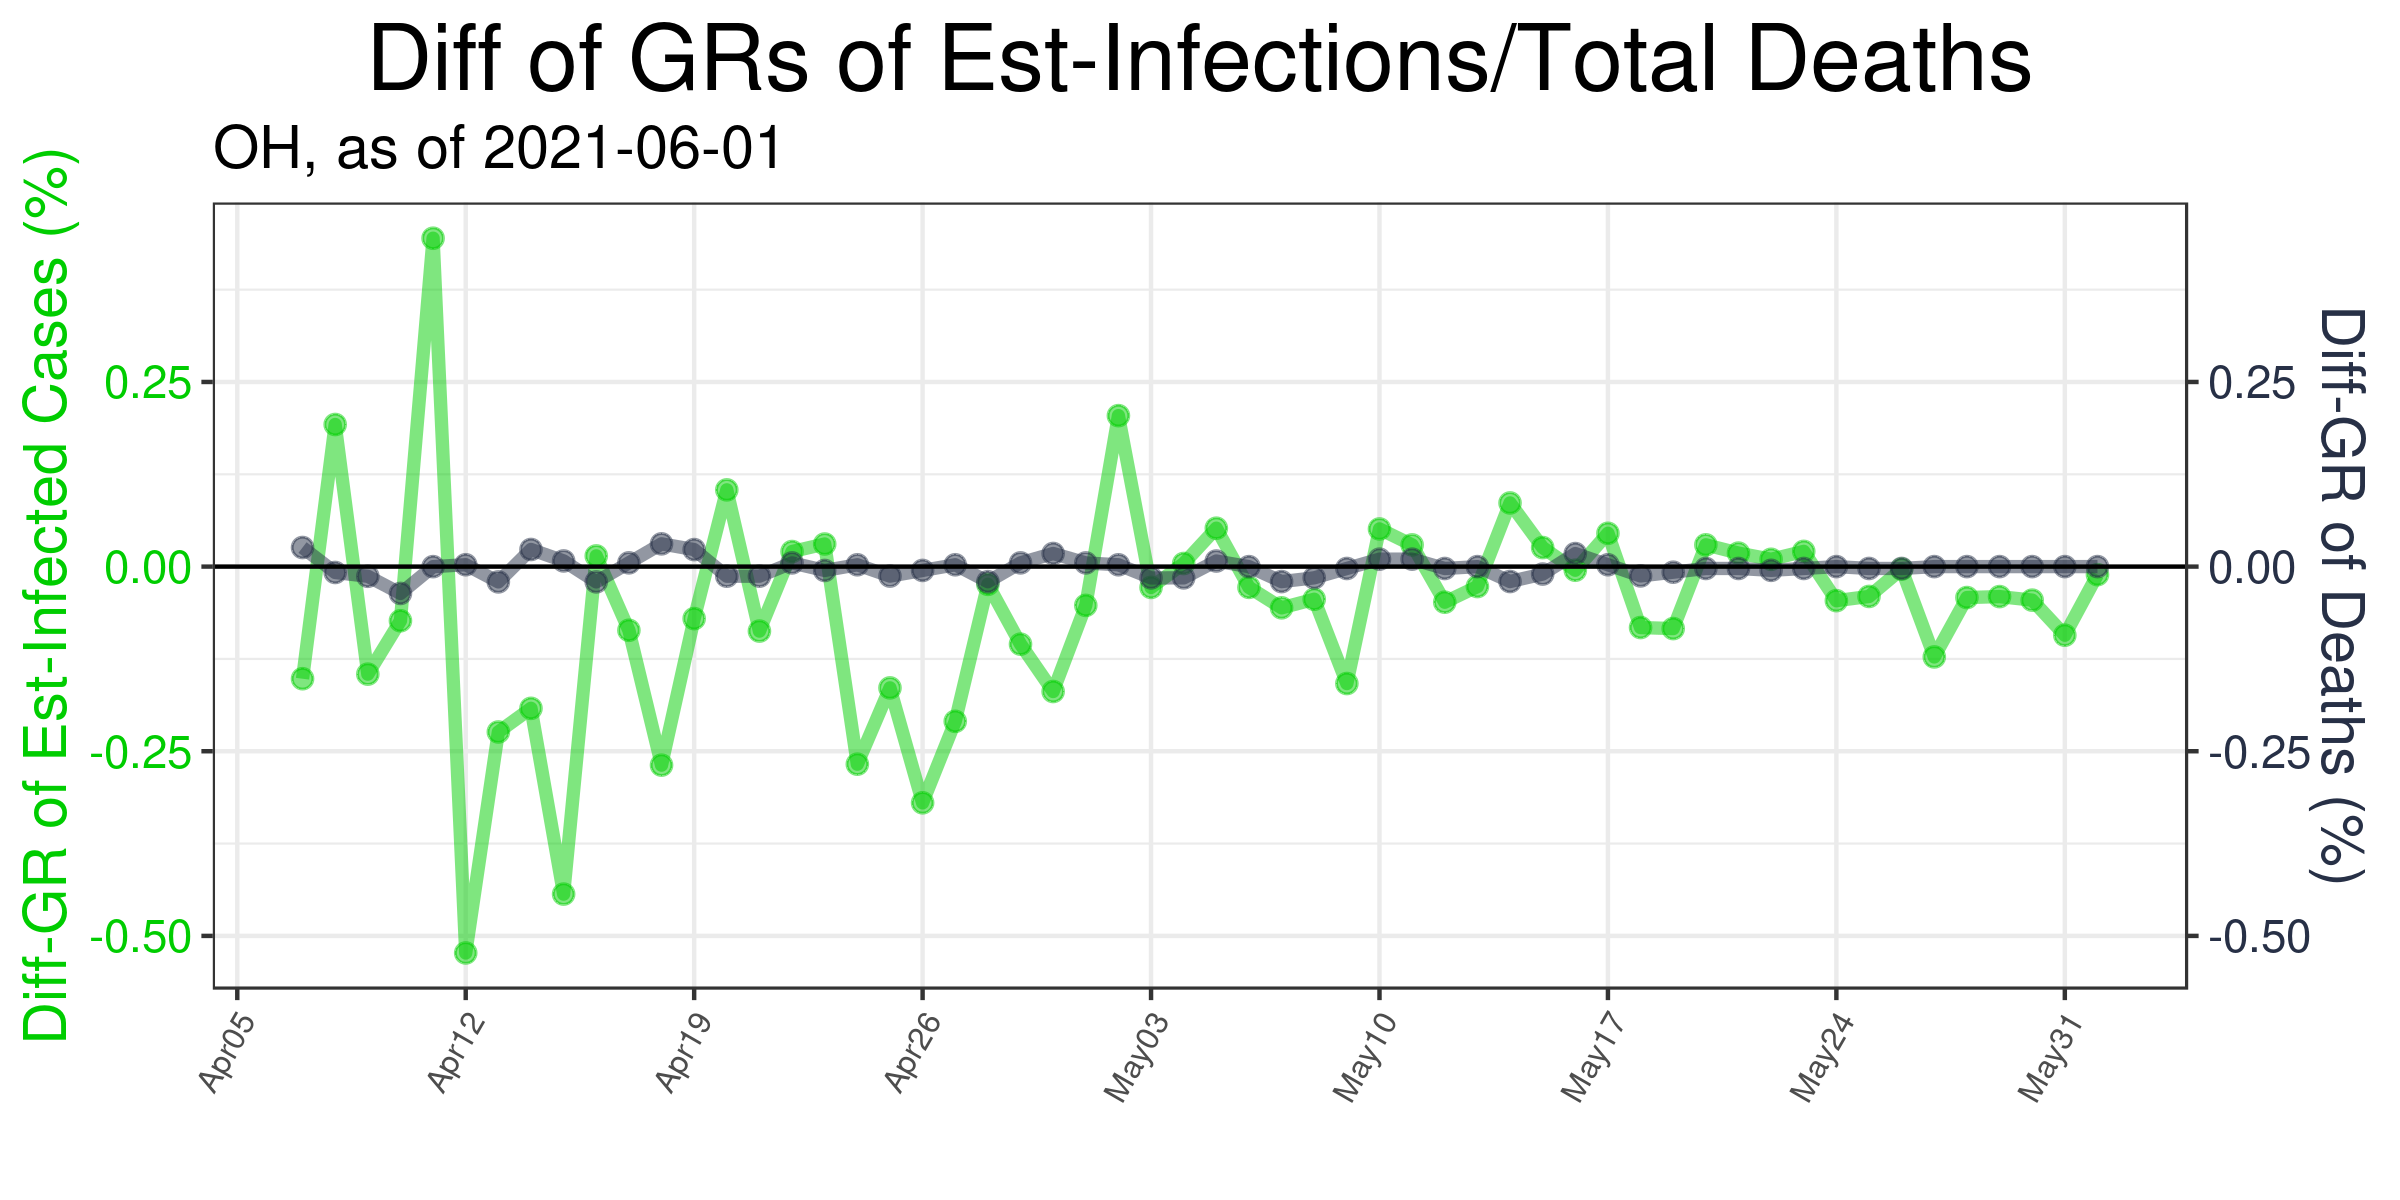 Diff of GRs of Est-Infections/Total Deaths
OH, as of 2021-06-01
Diff-GR of Est-Infected Cases (%)
0.25
0.00
-0.25
-0.50
0.25
0.00
-0.25
-0.50
Diff-GR of Deaths (%)
Apr05
Apr12
Apr19
Apr26
May03
May10
May17
May24
May31